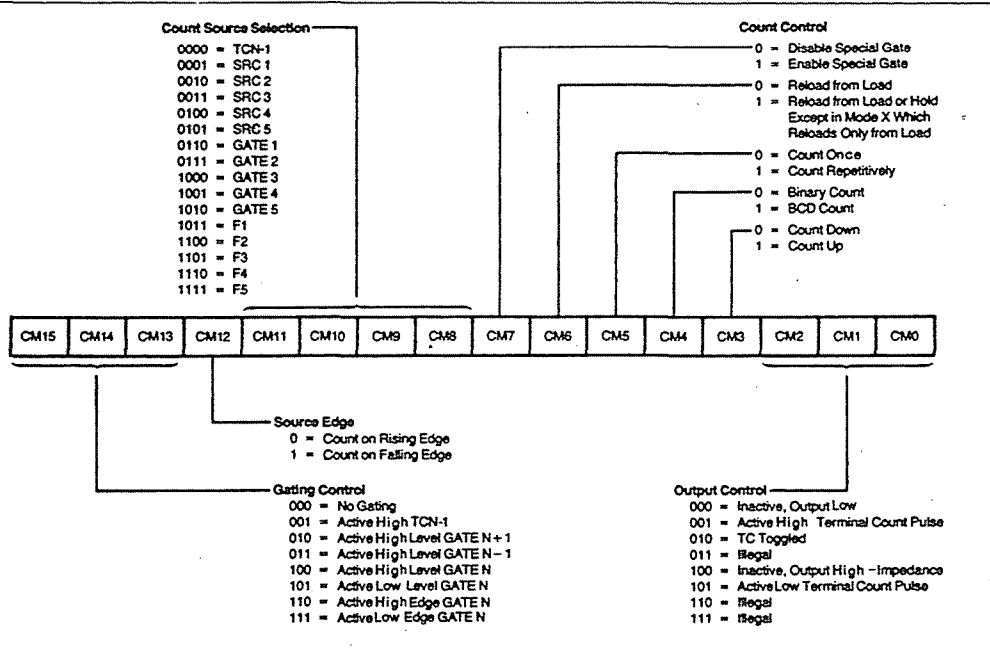 Count Source Selection
0000 = TCN-1
0001 = SRC 1
0010 = SRC 2
0011 = SRC 3
0100 = SRC 4
0101 = SRC 5
0110 = GATE 1
0111 = GATE 2
1000 = GATE 3
1001 = GATE 4
1010 = GATE 5
1011 = F1
1100 = F2
1101 = F3
1110 = F4
1111 = F5
Count Control
0 = Disable Special Gate
1 = Enable Special Gate
0 = Reload from Load
1 = Reload from Load or Hold
Except in Mode X Which
Reloads Only from Load
0 = Count Once
1 = Count Repetitively
0 = Binary Count
1 = BCD Count
0 = Count Down
1 = Count Up
CM15 CM14 CM13 CM12 CM11 CM10 CM9 CM8 CM7 CM6 CM5 CM4 CM3 CM2 CM1 CM0
Source Edge
0 = Count on Rising Edge
1 = Count on Falling Edge
Gating Control
000 = No Gating
001 = Active High TCN-1
010 = Active High Level GATE N+1
011 = Active High Level GATE N-1
100 = Active High Level GATE N
101 = Active Low Level GATE N
110 = Active High Edge GATE N
111 = Active Low Edge GATE N
Output Control
000 = Inactive, Output Low
001 = Active High Terminal Count Pulse
010 = TC Toggled
011 = Illegal
100 = Inactive, Output High-Impedance
101 = Active Low Terminal Count Pulse
110 = Illegal
111 = Illegal